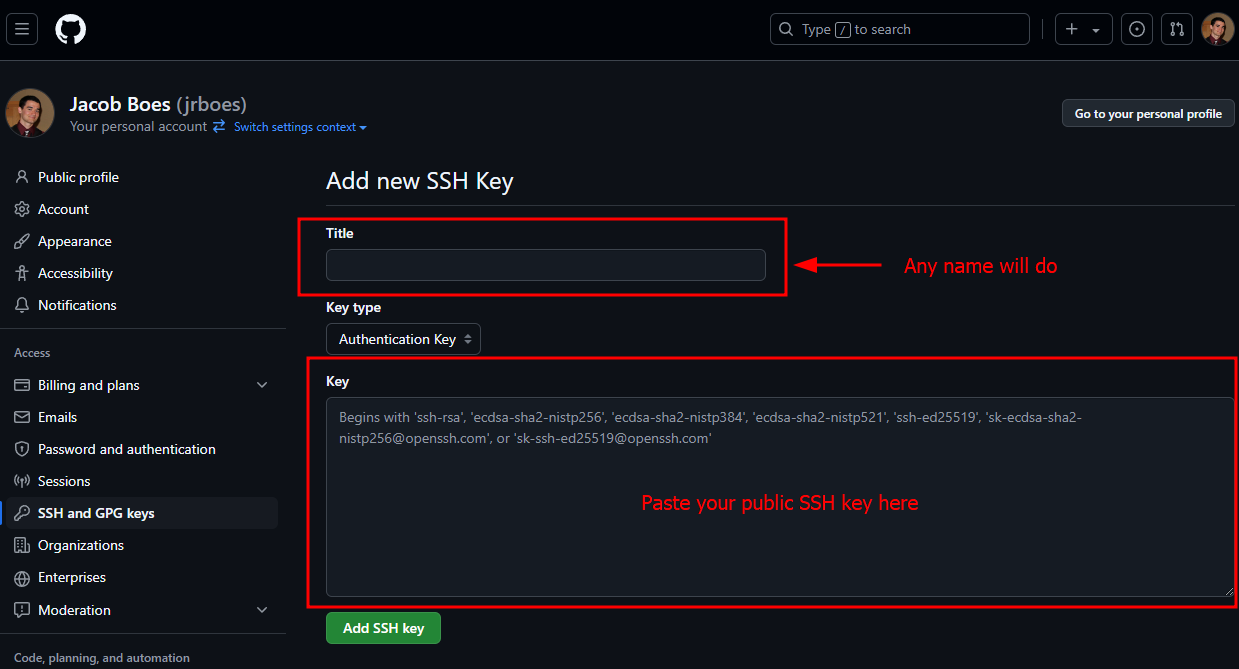 Type / to search
Jacob Boes (jrboes)
Your personal account Switch settings context
Go to your personal profile
Public profile
Account
Appearance
Accessibility
Notifications
Access
Billing and plans
Emails
Password and authentication
Sessions
SSH and GPG keys
Organizations
Enterprises
Moderation
Code, planning, and automation
Add new SSH Key
Title
Any name will do
Key type
Authentication Key
Key
Begins with 'ssh-rsa', 'ecdsa-sha2-nistp256', 'ecdsa-sha2-nistp384', 'ecdsa-sha2-nistp521', 'ssh-ed25519', 'sk-ecdsa-sha2-
nistp256@openssh.com', or 'sk-ssh-ed25519@openssh.com'
Paste your public SSH key here
Add SSH key